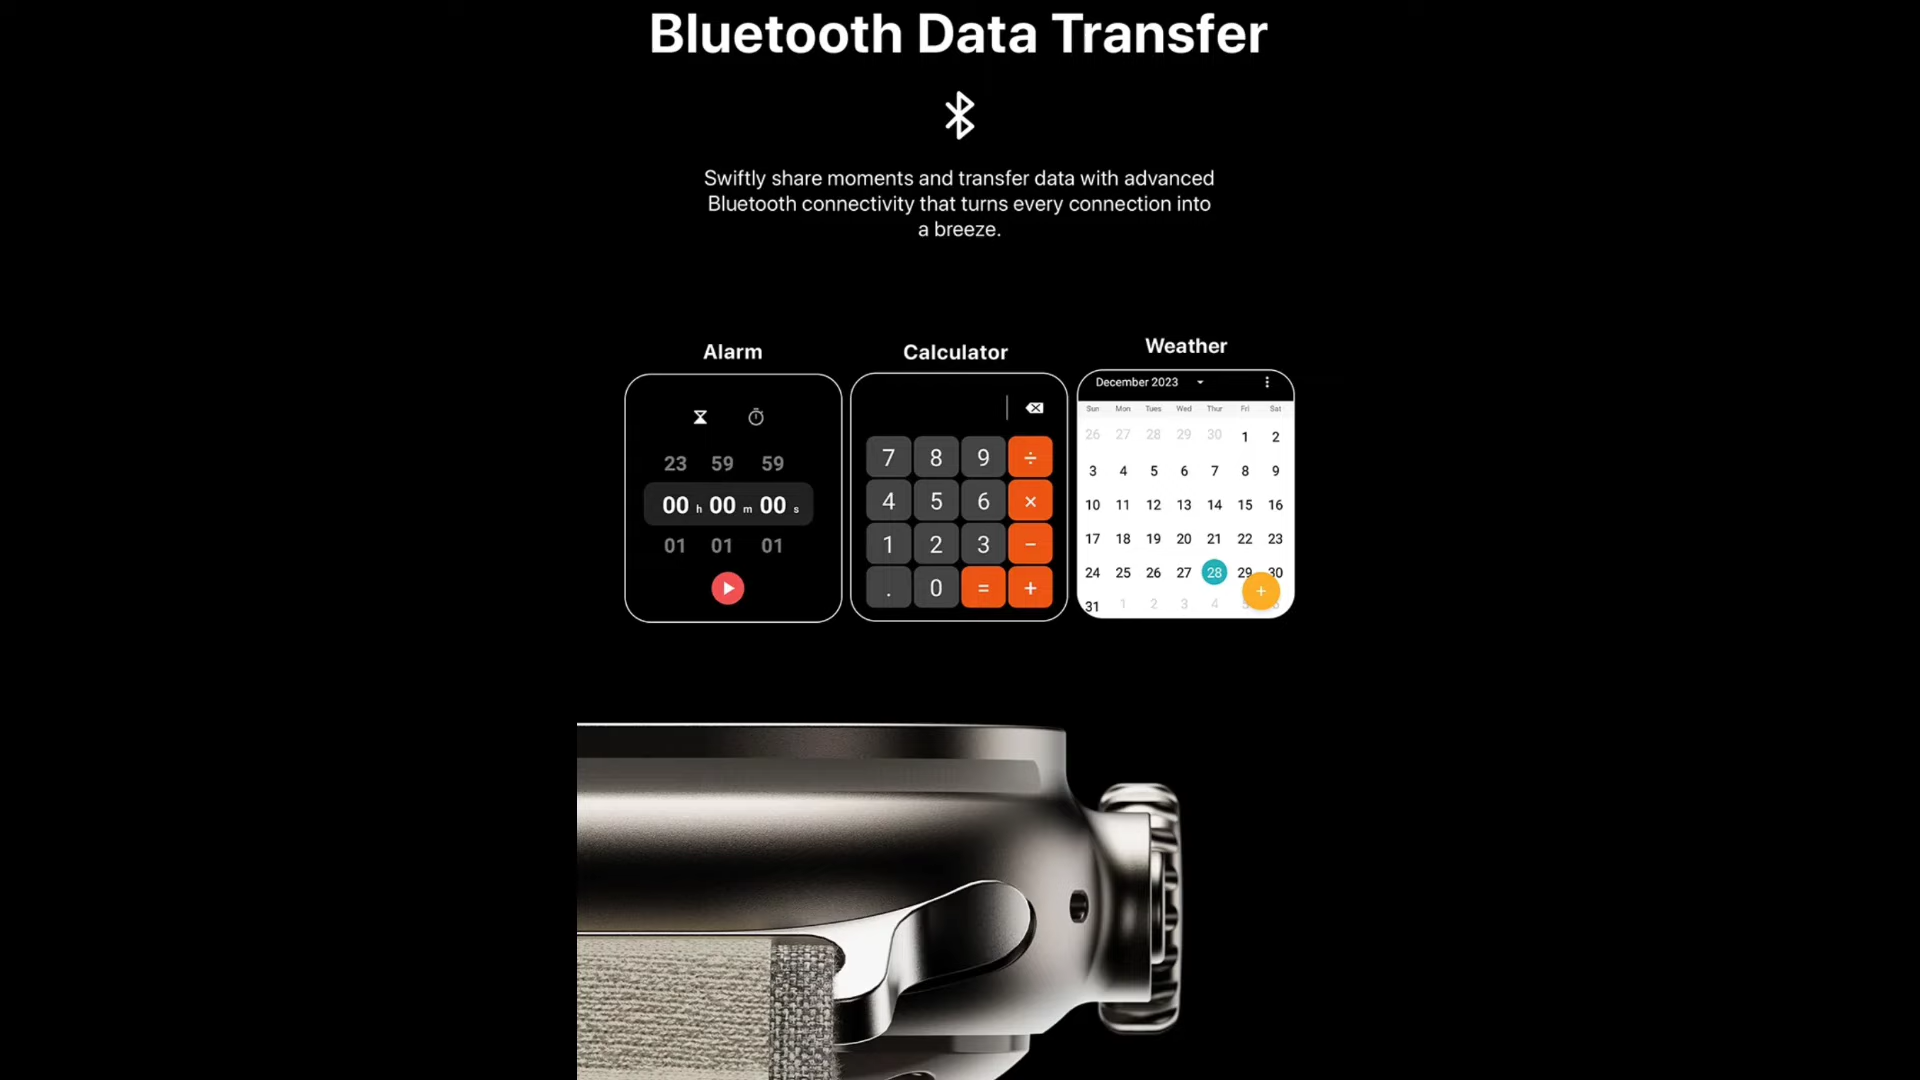 Bluetooth Data Transfer
Swiftly share moments and transfer data with advanced
Bluetooth connectivity that turns every connection into
a breeze.
Alarm
23 59 59
00 h 00 m 00 s
01 01 01
Calculator
7 8 9 ÷
4 5 6 ×
1 2 3 −
. 0 = +
Weather
December 2023
Sun Mon Tues Wed Thur Fri Sat
26 27 28 29 30 1 2
3 4 5 6 7 8 9
10 11 12 13 14 15 16
17 18 19 20 21 22 23
24 25 26 27 28 29 30
31 1 2 3 4 5 6
+